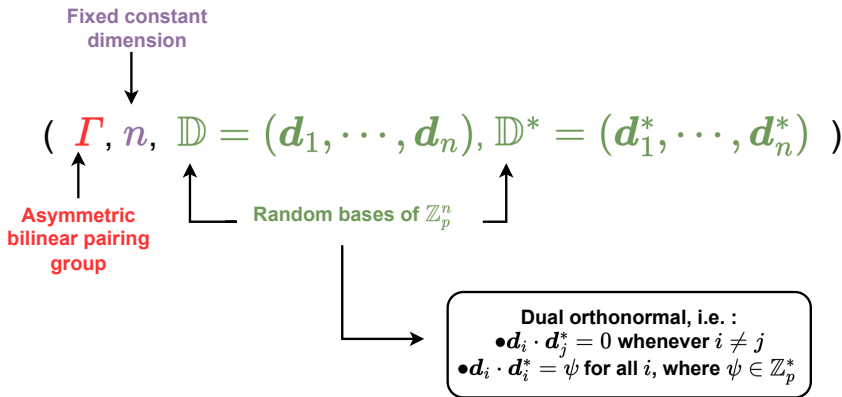 Fixed constant
dimension
( Γ, n, 𝔻 = (𝒅₁, ⋯, 𝒅ₙ), 𝔻* = (𝒅₁*, ⋯, 𝒅ₙ*) )
Random bases of ℤₚⁿ
Asymmetric
bilinear pairing
group
Dual orthonormal, i.e. :
●𝒅ᵢ · 𝒅ⱼ* = 0 whenever i ≠ j
●𝒅ᵢ · 𝒅ᵢ* = ψ for all i, where ψ ∈ ℤₚ*